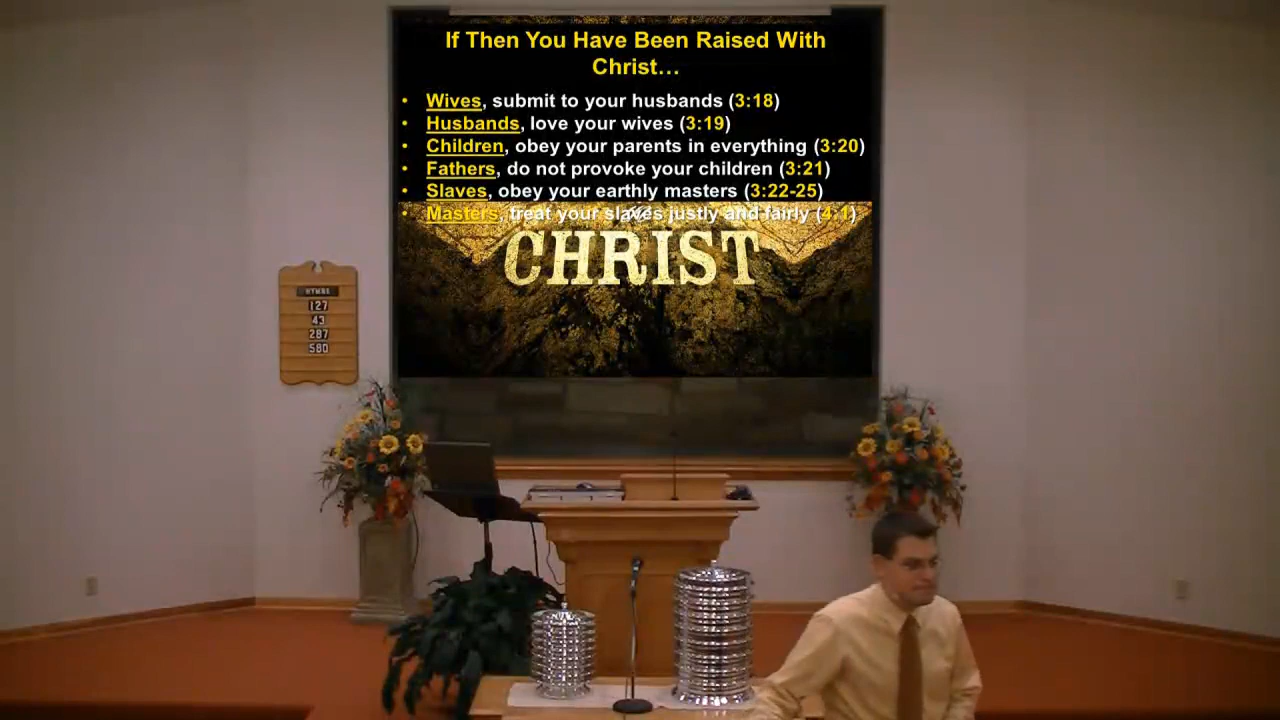 If Then You Have Been Raised With
Christ…
• Wives, submit to your husbands (3:18)
• Husbands, love your wives (3:19)
• Children, obey your parents in everything (3:20)
• Fathers, do not provoke your children (3:21)
• Slaves, obey your earthly masters (3:22-25)
• Masters, treat your slaves justly and fairly (4:1)
CHRIST
HYMNS
127
43
287
580